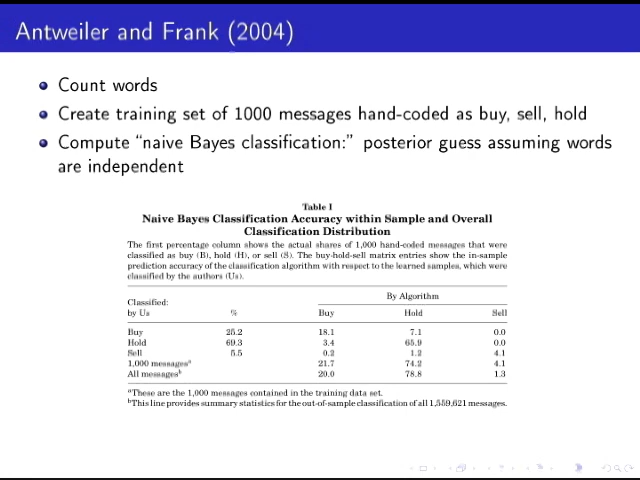 Antweiler and Frank (2004)
Count words
Create training set of 1000 messages hand-coded as buy, sell, hold
Compute “naive Bayes classification:” posterior guess assuming words
are independent
Table I
Naive Bayes Classification Accuracy within Sample and Overall
Classification Distribution
The first percentage column shows the actual shares of 1,000 hand-coded messages that were
classified as buy (B), hold (H), or sell (S). The buy-hold-sell matrix entries show the in-sample
prediction accuracy of the classification algorithm with respect to the learned samples, which were
classified by the authors (Us).
By Algorithm
Classified:
by Us % Buy Hold Sell
Buy 25.2 18.1 7.1 0.0
Hold 69.3 3.4 65.9 0.0
Sell 5.5 0.2 1.2 4.1
1,000 messagesᵃ 21.7 74.2 4.1
All messagesᵇ 20.0 78.8 1.3
ᵃThese are the 1,000 messages contained in the training data set.
ᵇThis line provides summary statistics for the out-of-sample classification of all 1,559,621 messages.